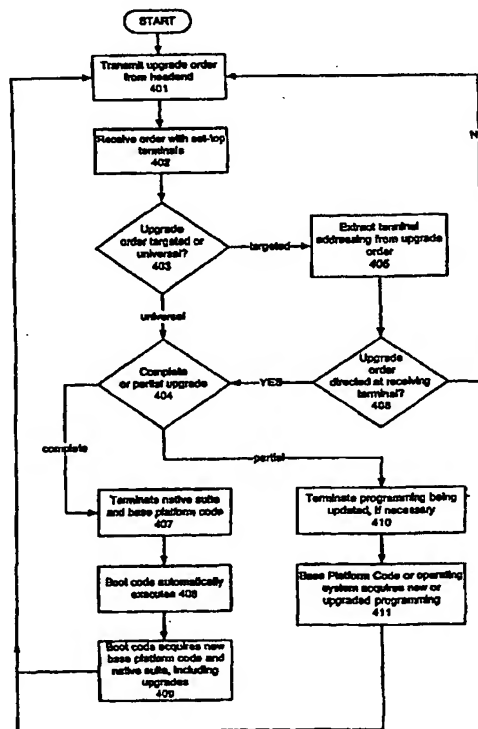 START
Transmit upgrade order
from headend
401
Receive order with set-top
terminals
402
Upgrade
order targeted or
universal?
403
targeted
Extract terminal
addressing from upgrade
order
405
universal
Complete
or partial upgrade
404
YES
Upgrade
order
directed at receiving
terminal?
N
complete
partial
Terminate native suite
and base platform code
407
Terminate programming being
updated, if necessary
410
Boot code automatically
executes 408
Base Platform Code or operating
system acquires new or
upgraded programming
411
Boot code acquires new
base platform code and
native suite, including
upgrades
409